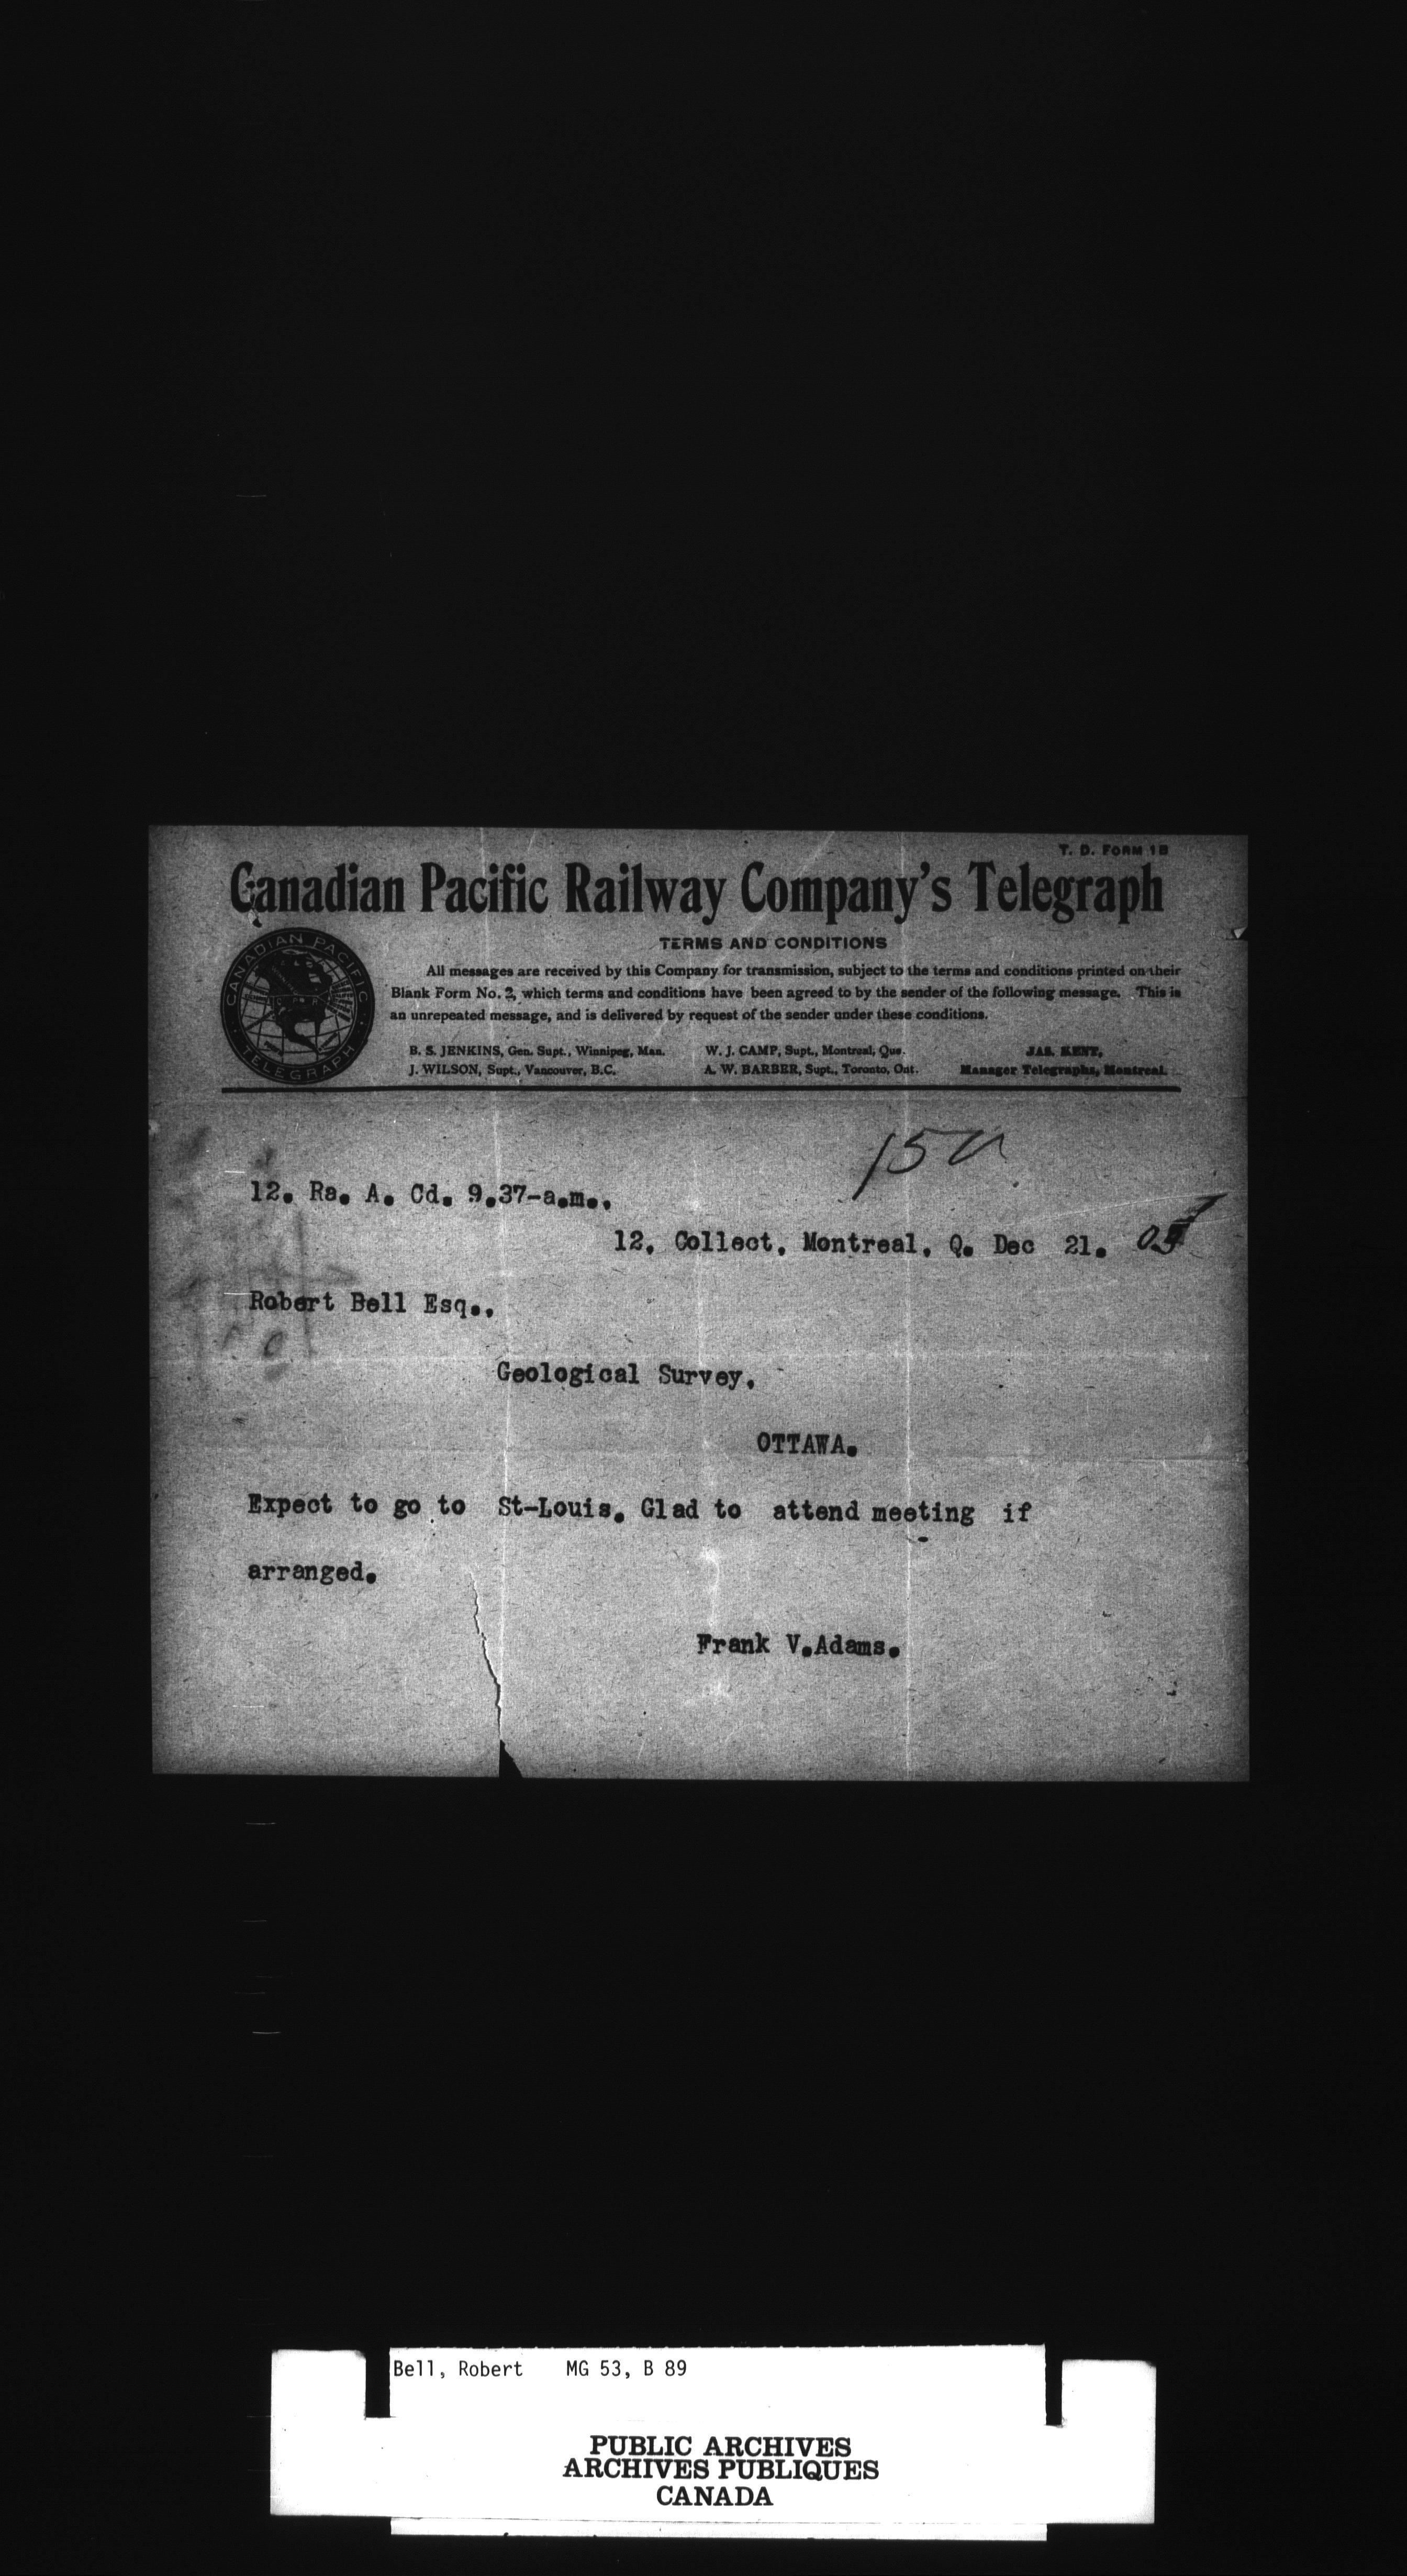 T. D. FORM 1B
Canadian Pacific Railway Company's Telegraph
TERMS AND CONDITIONS
CANADIAN PACIFIC
TELEGRAPH
All messages are received by this Company for transmission, subject to the terms and conditions printed on their
Blank Form No. 2, which terms and conditions have been agreed to by the sender of the following message. This is
an unrepeated message, and is delivered by request of the sender under these conditions.
B. S. JENKINS, Gen. Supt., Winnipeg, Man. W. J. CAMP, Supt., Montreal, Que. JAS. KENT,
J. WILSON, Supt., Vancouver, B.C. A. W. BARBER, Supt., Toronto, Ont. Manager Telegraphs, Montreal.
12. Ra. A. Cd. 9.37-a.m..
12, Collect, Montreal, Q. Dec 21.
Robert Bell Esq.,
Geological Survey,
OTTAWA.
Expect to go to St-Louis. Glad to attend meeting if
arranged.
Frank V.Adams.
Bell, Robert MG 53, B 89
PUBLIC ARCHIVES
ARCHIVES PUBLIQUES
CANADA